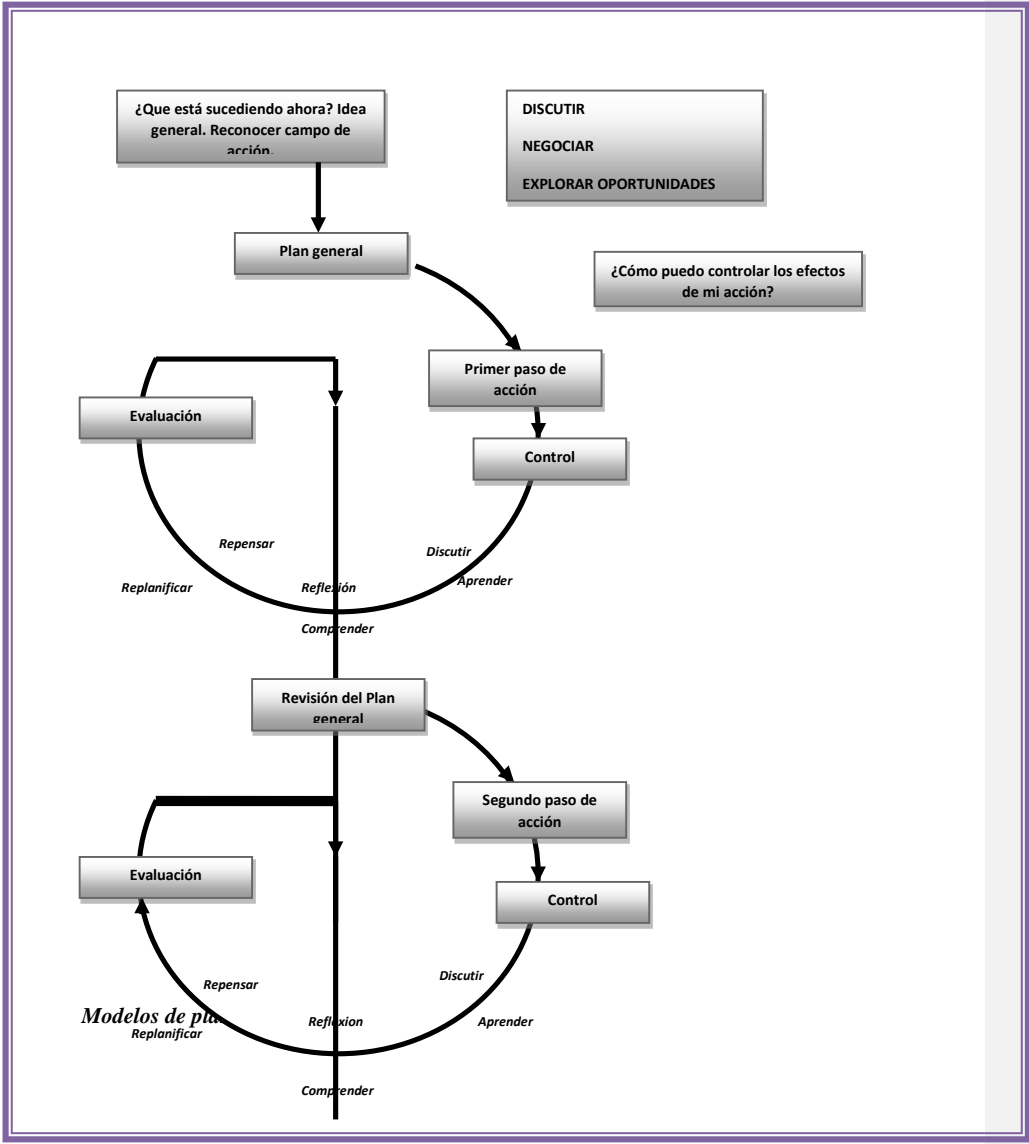 ¿Que está sucediendo ahora? Idea
general. Reconocer campo de
acción.
DISCUTIR
NEGOCIAR
EXPLORAR OPORTUNIDADES
Plan general
¿Cómo puedo controlar los efectos
de mi acción?
Primer paso de
acción
Evaluación
Control
Repensar
Discutir
Replanificar
Reflexión
Aprender
Comprender
Revisión del Plan
general
Segundo paso de
acción
Evaluación
Control
Repensar
Discutir
Modelos de
Replanificar
Reflexion
Aprender
Comprender